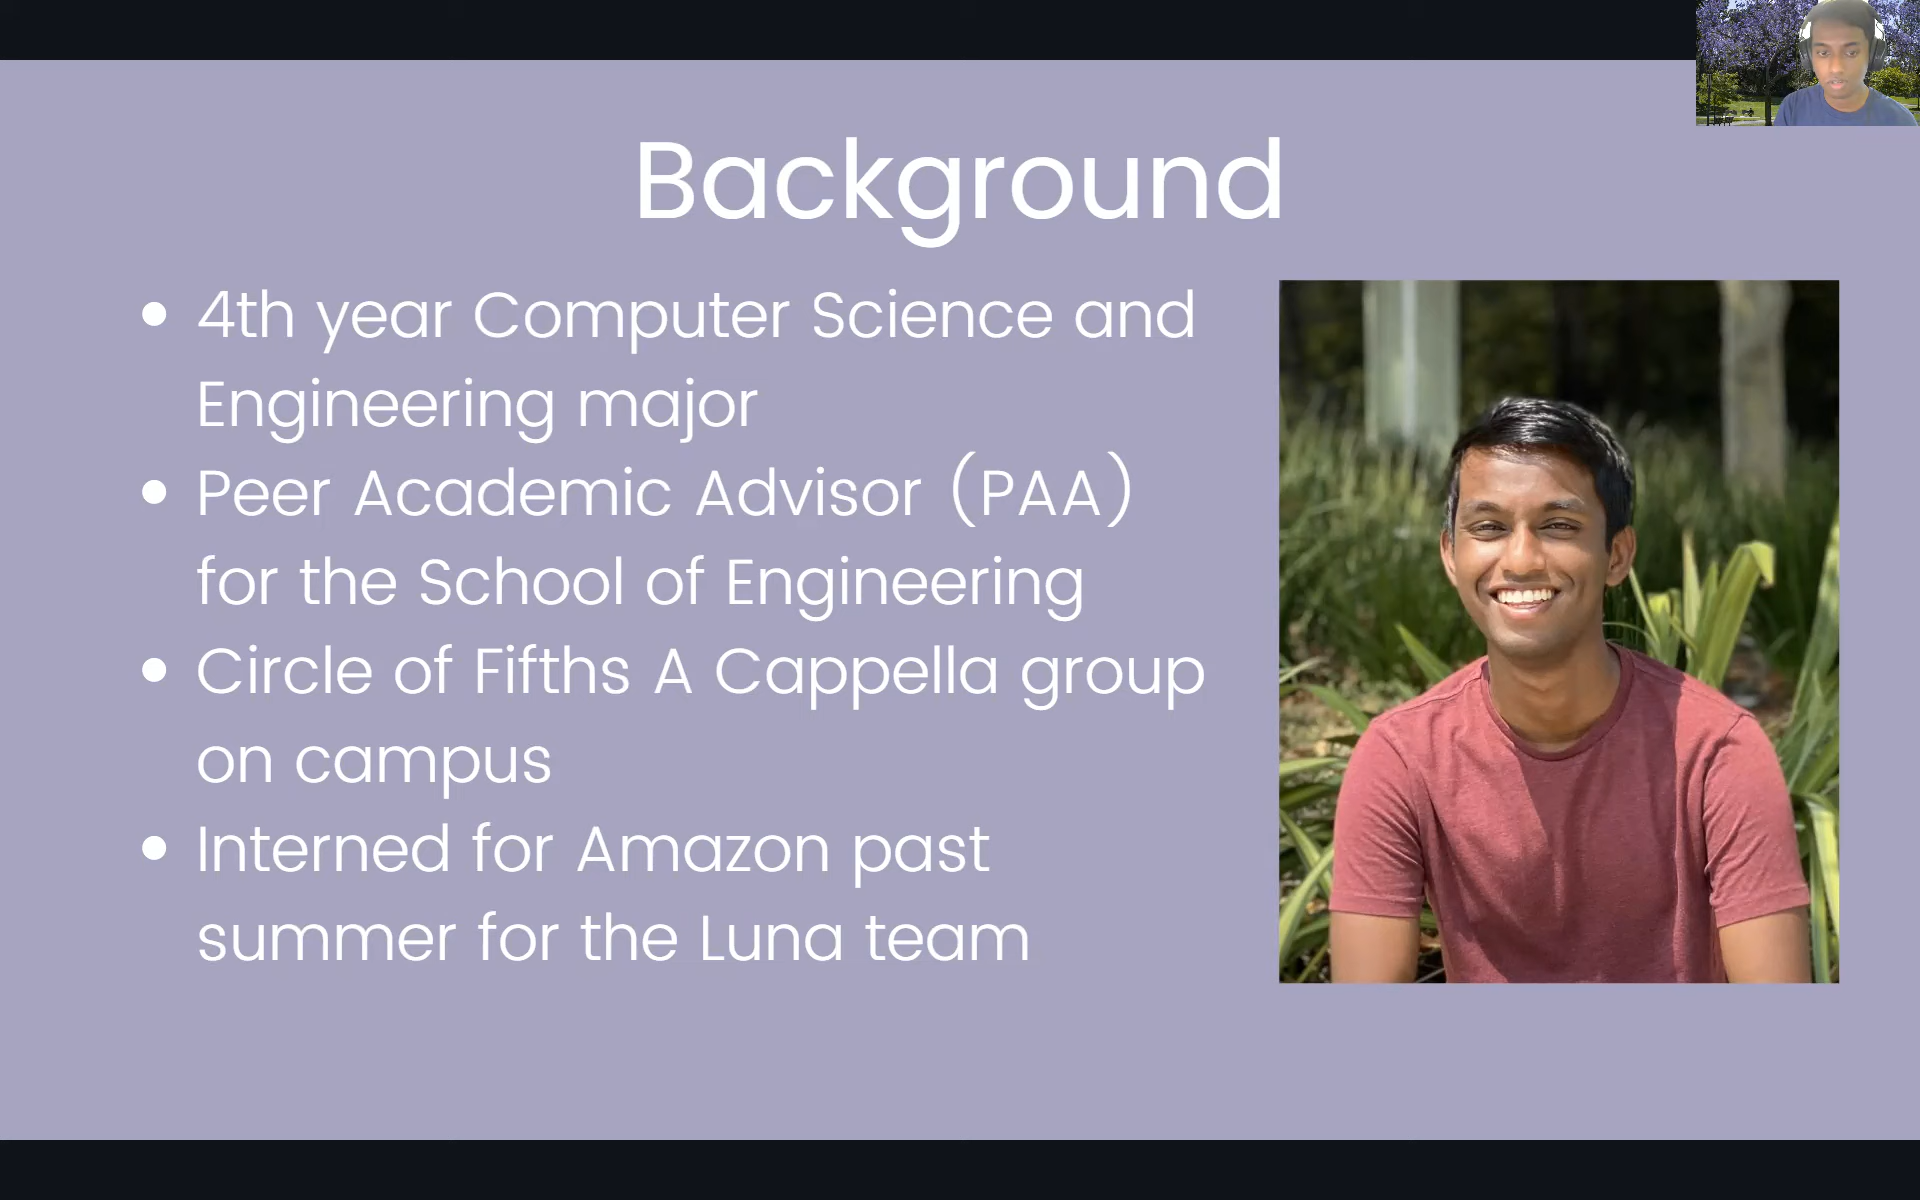 Background
• 4th year Computer Science and
Engineering major
• Peer Academic Advisor (PAA)
for the School of Engineering
• Circle of Fifths A Cappella group
on campus
• Interned for Amazon past
summer for the Luna team